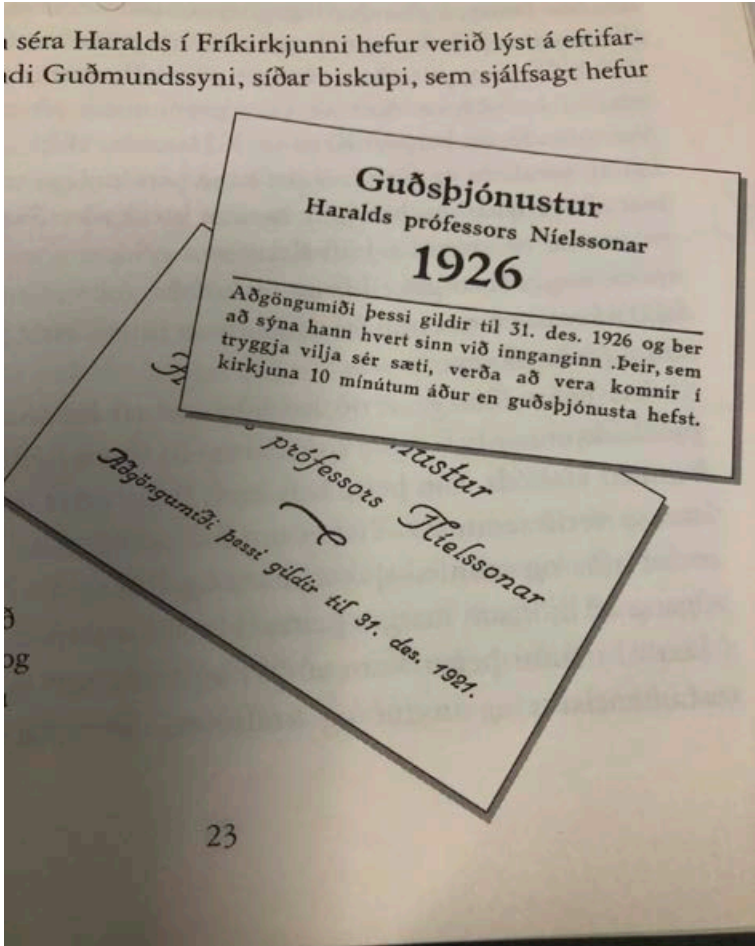 séra Haralds í Fríkirkjunni hefur verið lýst á eftifar-
di Guðmundssyni, síðar biskupi, sem sjálfsagt hefur
Guðsþjónustur
Haralds prófessors Níelssonar
1926
Aðgöngumiði þessi gildir til 31. des. 1926 og ber
að sýna hann hvert sinn við innganginn .Þeir, sem
tryggja vilja sér sæti, verða að vera komnir í
kirkjuna 10 mínútum áður en guðsþjónusta hefst.
nustur
prófessors Níelssonar
Aðgöngumiði þessi gildir til 31. des. 1921.
ð
og
23